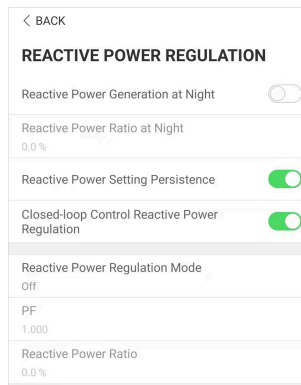 < BACK
REACTIVE POWER REGULATION
Reactive Power Generation at Night
Reactive Power Ratio at Night
0.0 %
Reactive Power Setting Persistence
Closed-loop Control Reactive Power
Regulation
Reactive Power Regulation Mode
Off
PF
1.000
Reactive Power Ratio
0.0 %